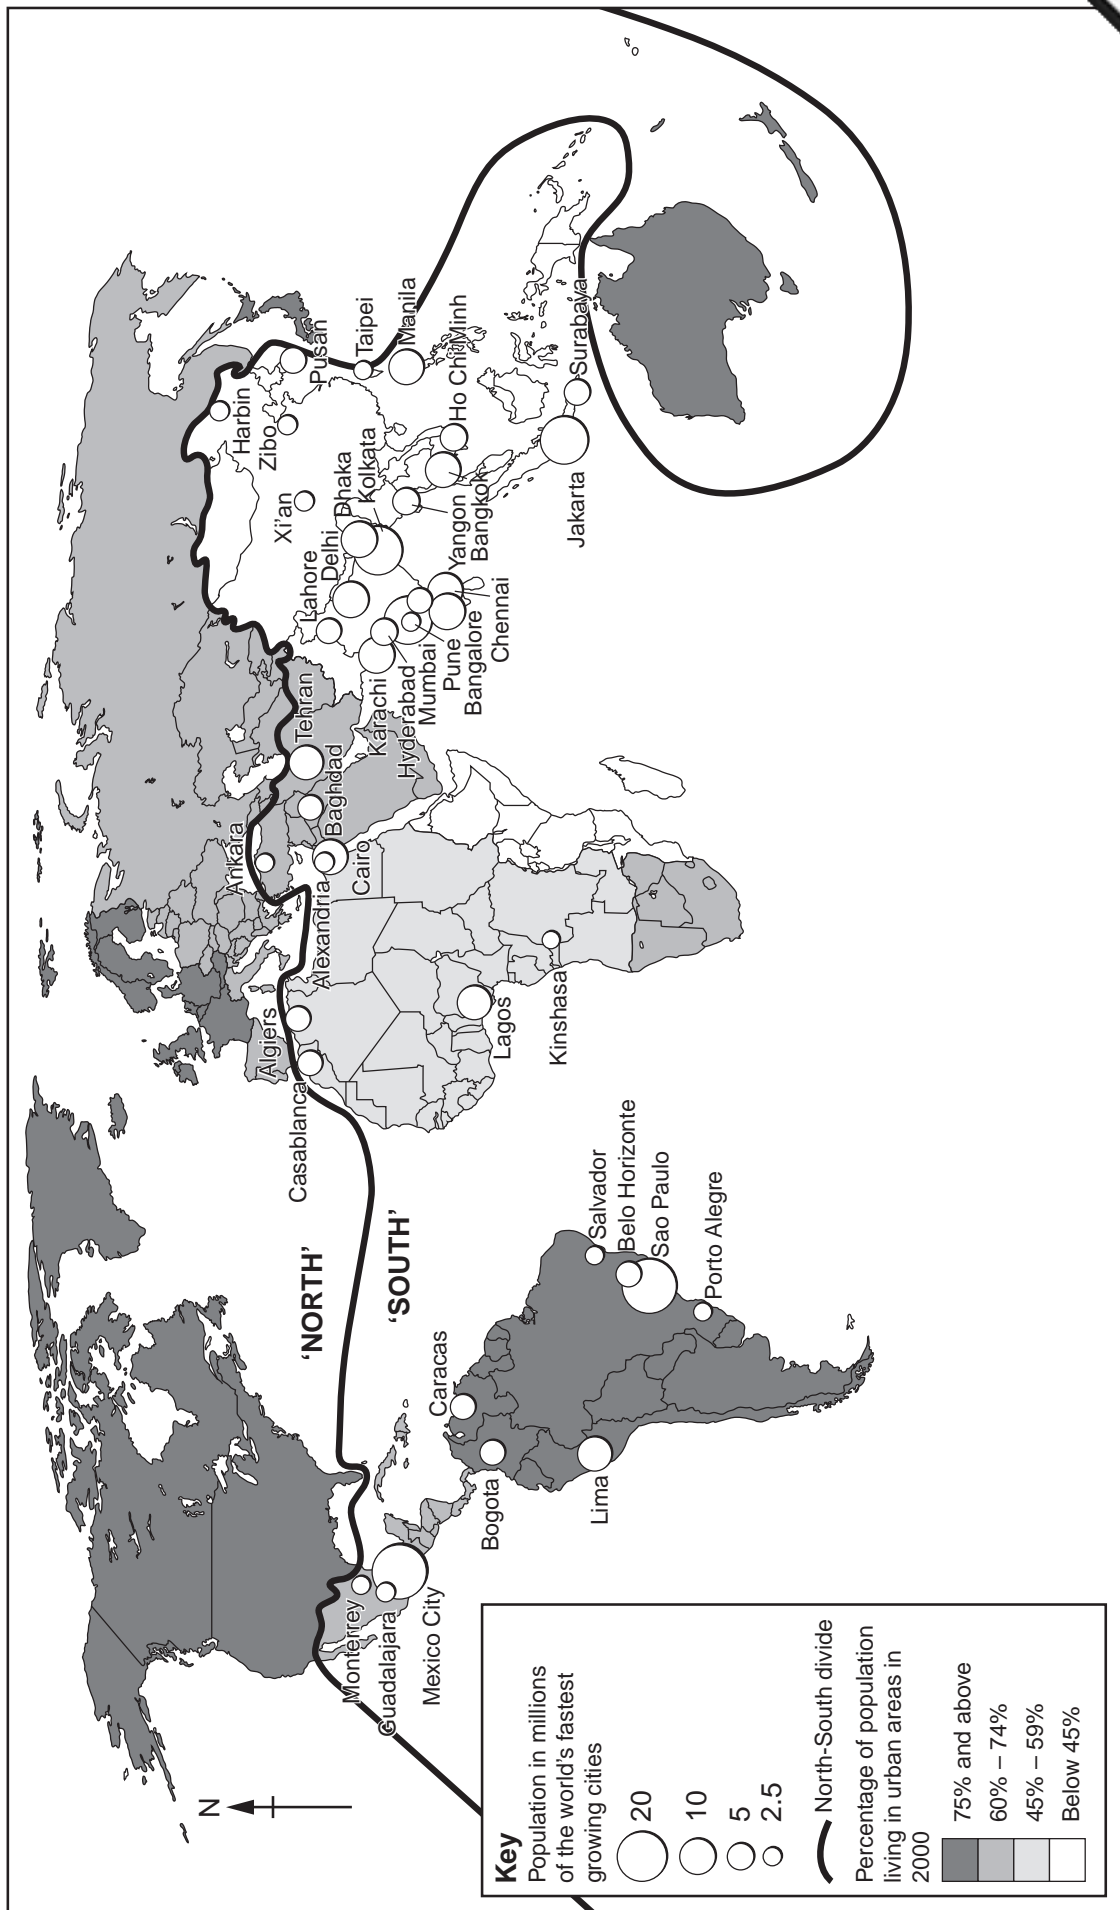 N
'NORTH'
'SOUTH'
Monterrey
Guadalajara
Mexico City
Bogota
Caracas
Lima
Salvador
Belo Horizonte
Sao Paulo
Porto Alegre
Casablanca
Algiers
Alexandria
Cairo
Lagos
Kinshasa
Ankara
Baghdad
Tehran
Karachi
Hyderabad
Mumbai
Pune
Bangalore
Chennai
Lahore
Delhi
Dhaka
Kolkata
Yangon
Bangkok
Xi'an
Zibo
Harbin
Pusan
Taipei
Manila
Ho Chi Minh
Jakarta
Surabaya
Key
Population in millions
of the world's fastest
growing cities
20
10
5
2.5
North-South divide
Percentage of population
living in urban areas in
2000
75% and above
60% – 74%
45% – 59%
Below 45%